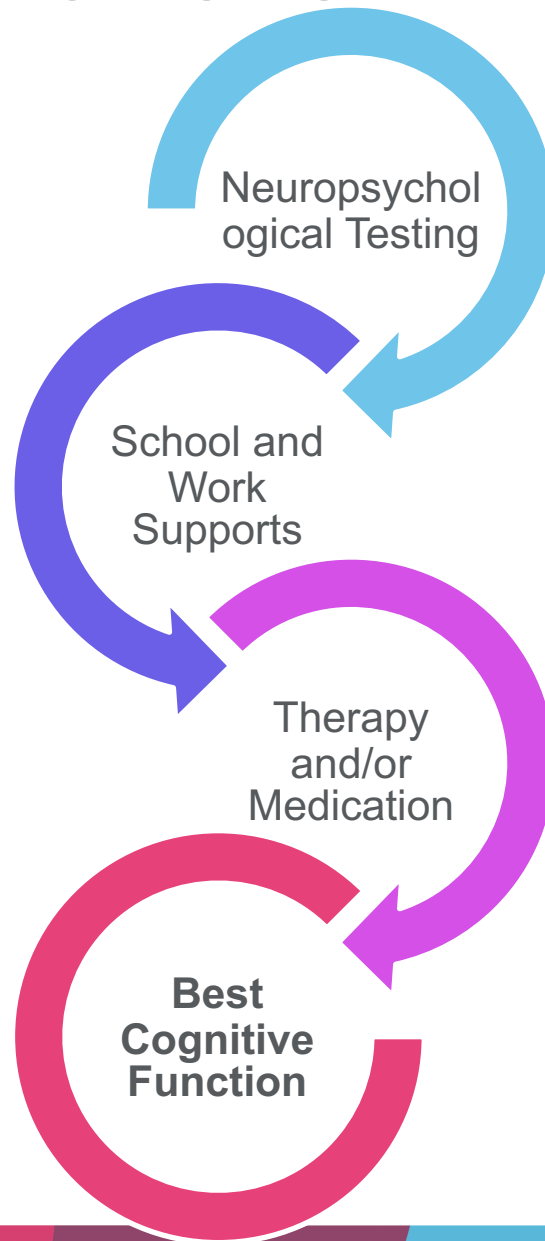 Neuropsychol
ogical Testing
School and
Work
Supports
Therapy
and/or
Medication
Best
Cognitive
Function